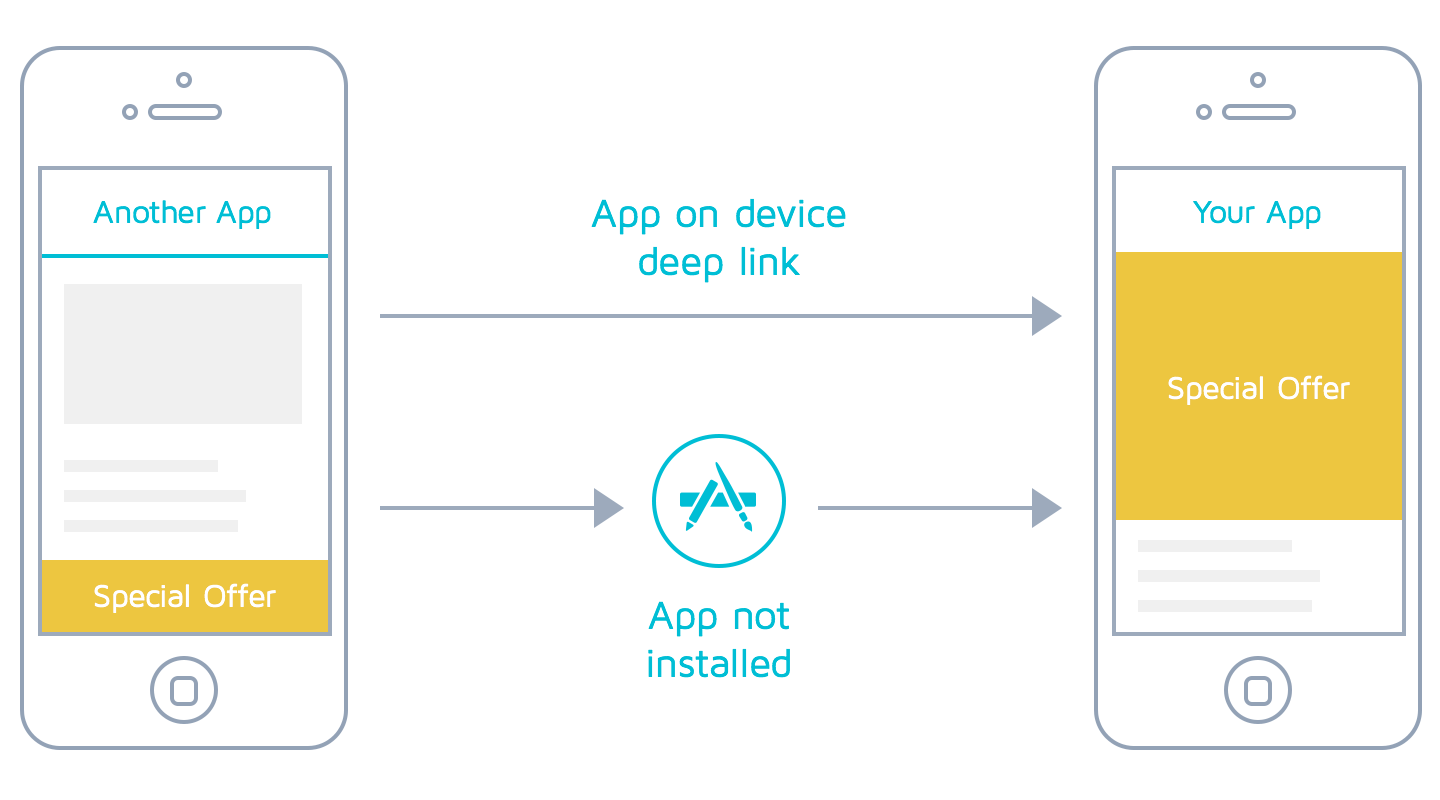 Another App
Special Offer
App on device
deep link
App not
installed
Your App
Special Offer